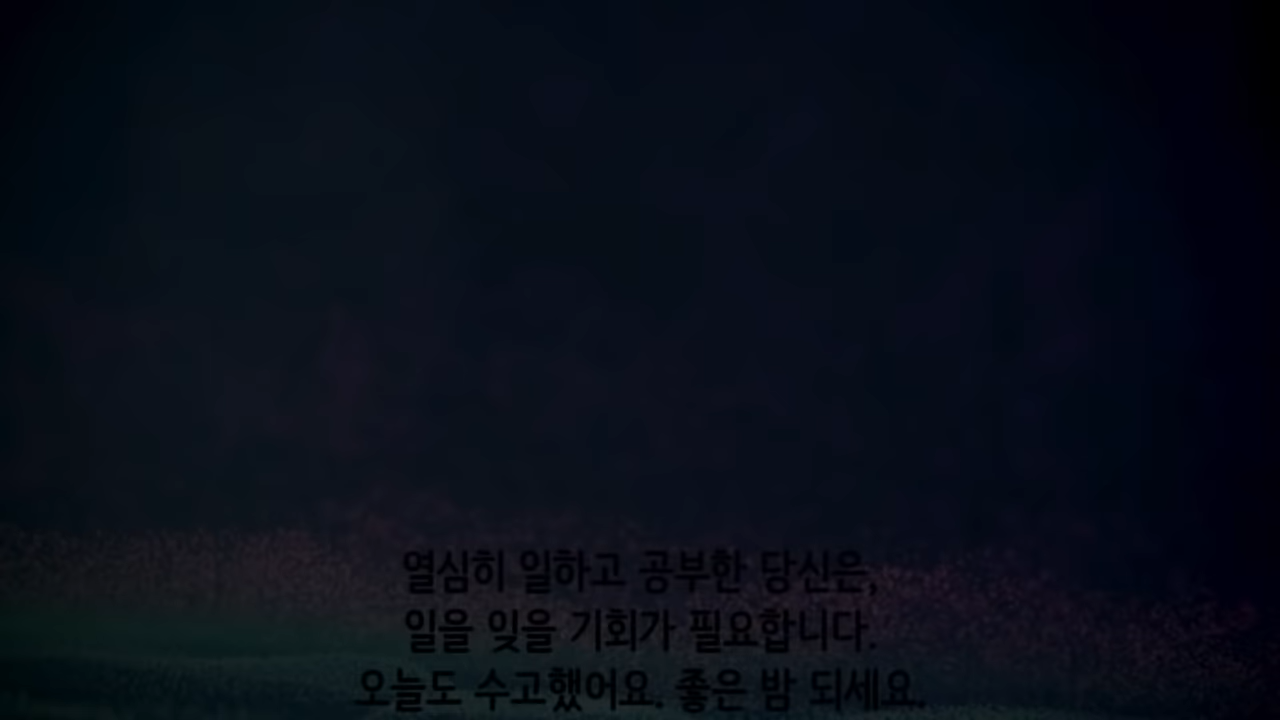 열심히 일하고 공부한 당신은,
일을 잊을 기회가 필요합니다.
오늘도 수고했어요. 좋은 밤 되세요.